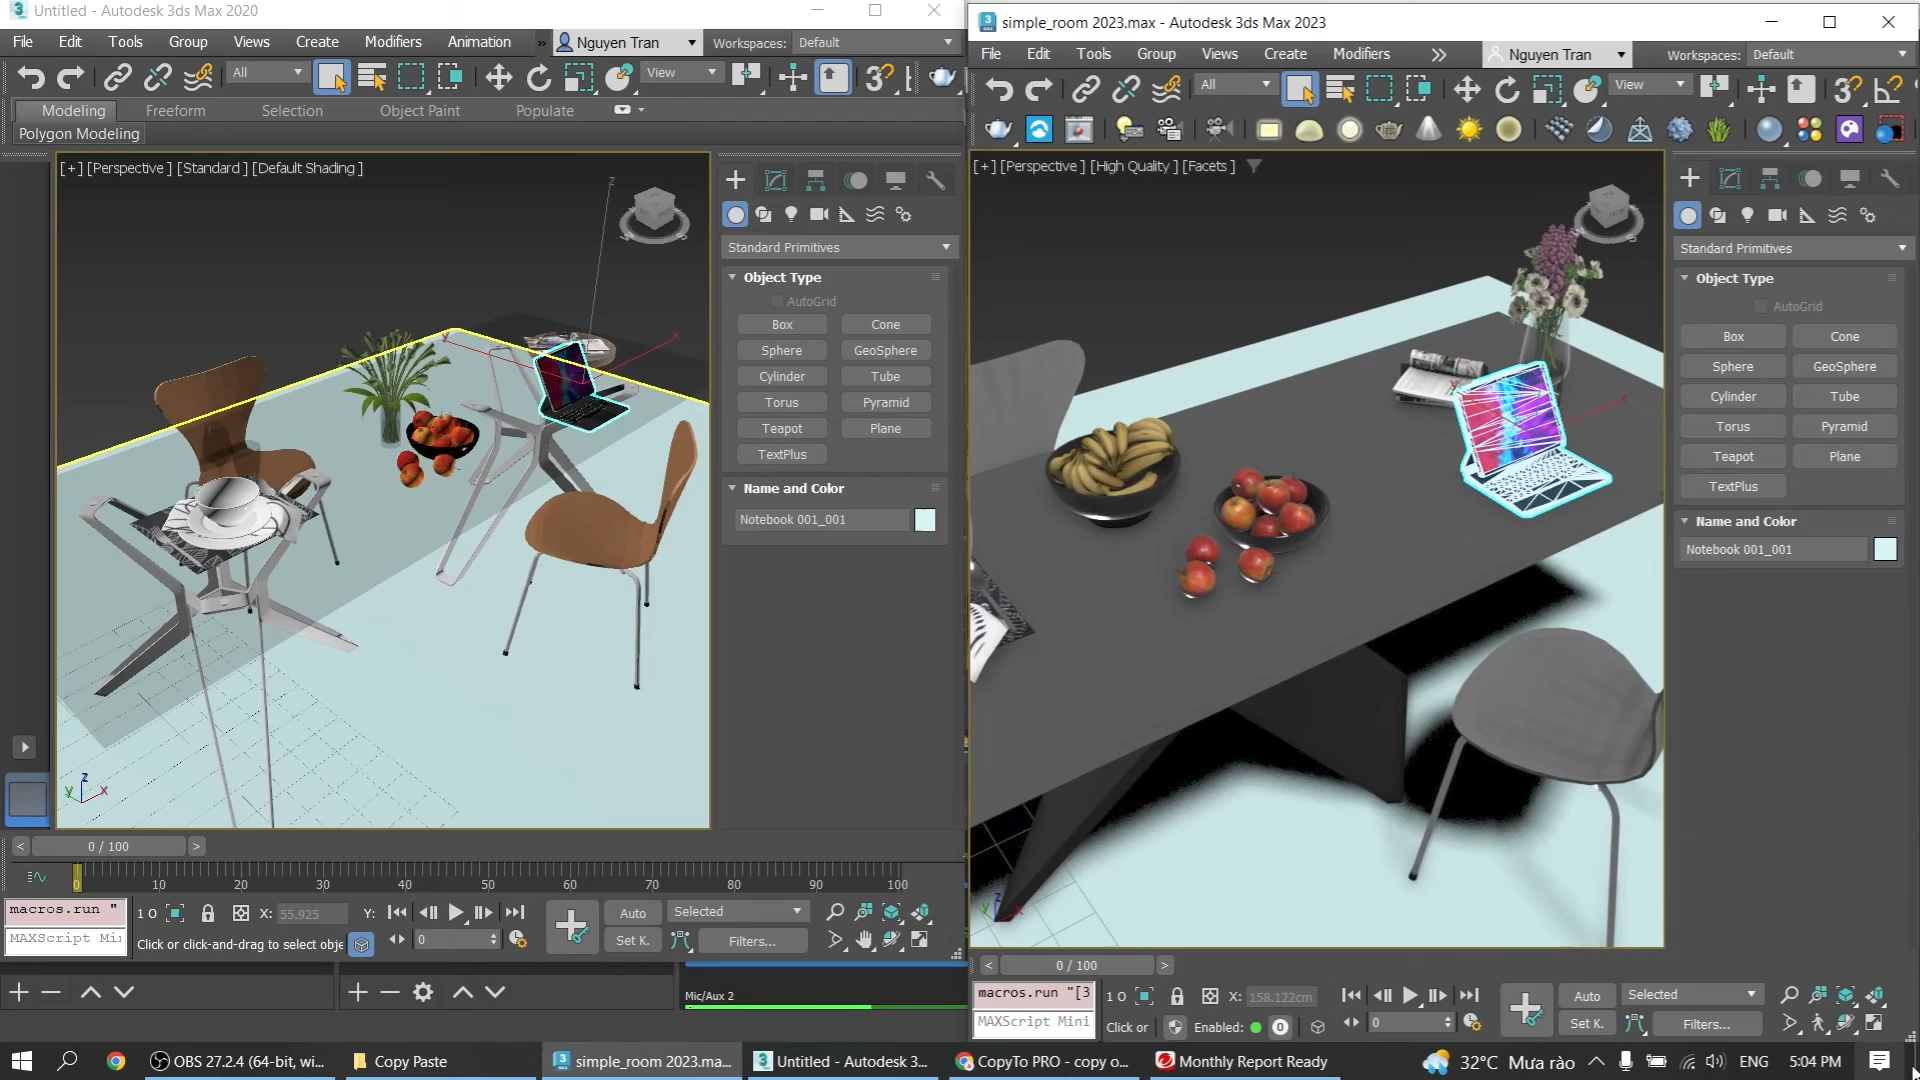 Untitled - Autodesk 3ds Max 2020
File Edit Tools Group Views Create Modifiers Animation » Nguyen Tran Workspaces: Default
All View
Modeling Freeform Selection Object Paint Populate
Polygon Modeling
[+] [Perspective] [Standard] [Default Shading]
Standard Primitives
Object Type
AutoGrid
Box Cone
Sphere GeoSphere
Cylinder Tube
Torus Pyramid
Teapot Plane
TextPlus
Name and Color
Notebook 001_001
z
x
y
z
y x
< 0 / 100 >
0 10 20 30 40 50 60 70 80 90 100
macros.run "
1 O X: 55.925 Y:
Auto Selected
MAXScript Mi
Click or click-and-drag to select obje
0
Set K. Filters...
Mic/Aux 2
simple_room 2023.max - Autodesk 3ds Max 2023
File Edit Tools Group Views Create Modifiers Nguyen Tran Workspaces: Default
All View
[+] [Perspective] [High Quality] [Facets]
Standard Primitives
Object Type
AutoGrid
Box Cone
Sphere GeoSphere
Cylinder Tube
Torus Pyramid
Teapot Plane
TextPlus
Name and Color
Notebook 001_001
x
z
y x
< 0 / 100 >
macros.run "[3
1 O X: 158.122cm
Auto Selected
MAXScript Mini
Click or Enabled: 0
0
Set K. Filters...
OBS 27.2.4 (64-bit, wi...
Copy Paste
simple_room 2023.ma...
Untitled - Autodesk 3...
CopyTo PRO - copy o...
Monthly Report Ready
32°C Mưa rào
ENG
5:04 PM